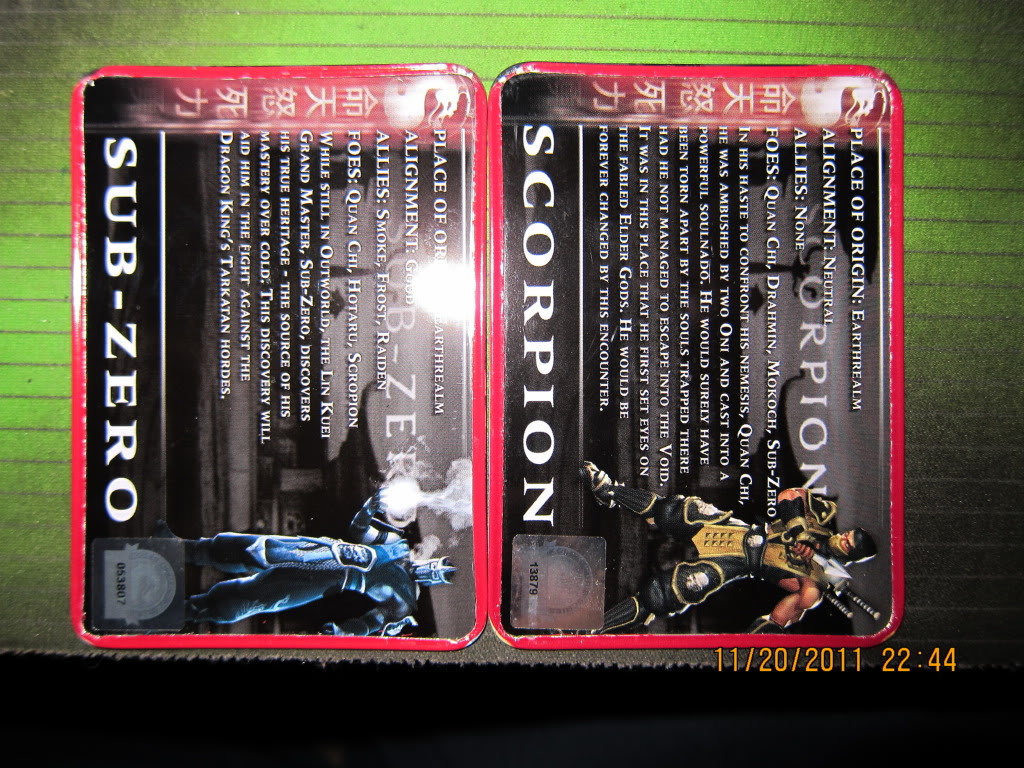 命天怒死力
SCORPION
PLACE OF ORIGIN: EARTHREALM
ALIGNMENT: NEUTRAL
ALLIES: NONE
FOES: QUAN CHI, DRAHMIN, MOLOCH, SUB-ZERO
IN HIS HASTE TO CONFRONT HIS NEMESIS, QUAN CHI,
HE WAS AMBUSHED BY TWO ONI AND CAST INTO A
POWERFUL SOULNADO. HE WOULD SURELY HAVE
BEEN TORN APART BY THE SOULS TRAPPED THERE
HAD HE NOT MANAGED TO ESCAPE INTO THE VOID.
IT WAS IN THIS PLACE THAT HE FIRST SET EYES ON
THE FABLED ELDER GODS. HE WOULD BE
FOREVER CHANGED BY THIS ENCOUNTER.
SCORPION
13879
命天怒死力
SUB-ZERO
PLACE OF EARTHREALM
ALIGNMENT: GOOD
ALLIES: SMOKE, FROST, RAIDEN
FOES: QUAN CHI, HOTARU, SCROPION
WHILE STILL IN OUTWORLD, THE LIN KUEI
GRAND MASTER, SUB-ZERO, DISCOVERS
HIS TRUE HERITAGE - THE SOURCE OF HIS
MASTERY OVER COLD. THIS DISCOVERY WILL
AID HIM IN THE FIGHT AGAINST THE
DRAGON KING'S TARKATAN HORDES.
SUB-ZERO
053807
11/20/2011 22:44